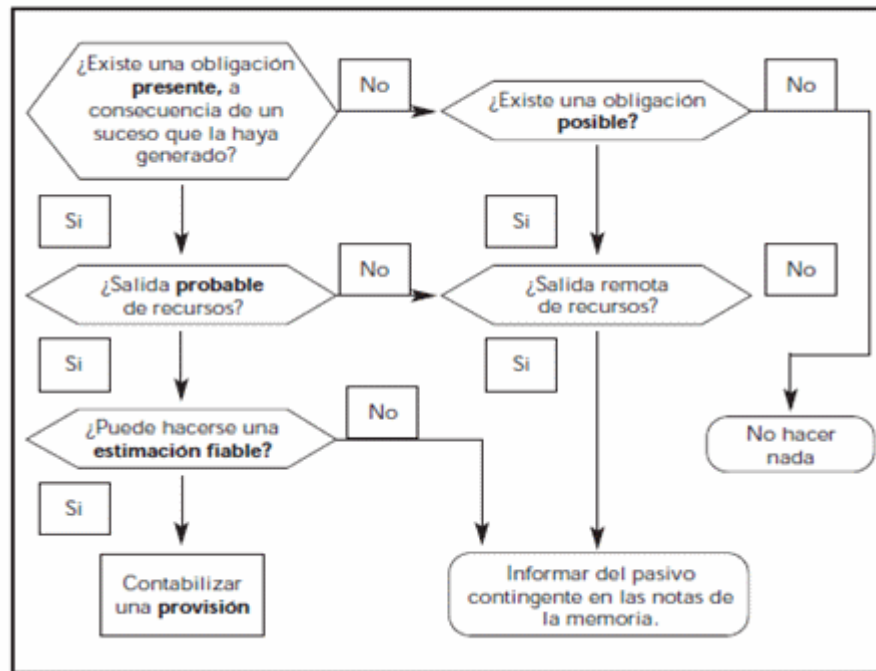 ¿Existe una obligación
presente, a
consecuencia de un
suceso que la haya
generado?
No
¿Existe una obligación
posible?
No
Si
Si
¿Salida probable
de recursos?
No
¿Salida remota
de recursos?
No
Si
Si
¿Puede hacerse una
estimación fiable?
No
No hacer
nada
Si
Contabilizar
una provisión
Informar del pasivo
contingente en las notas de
la memoria.